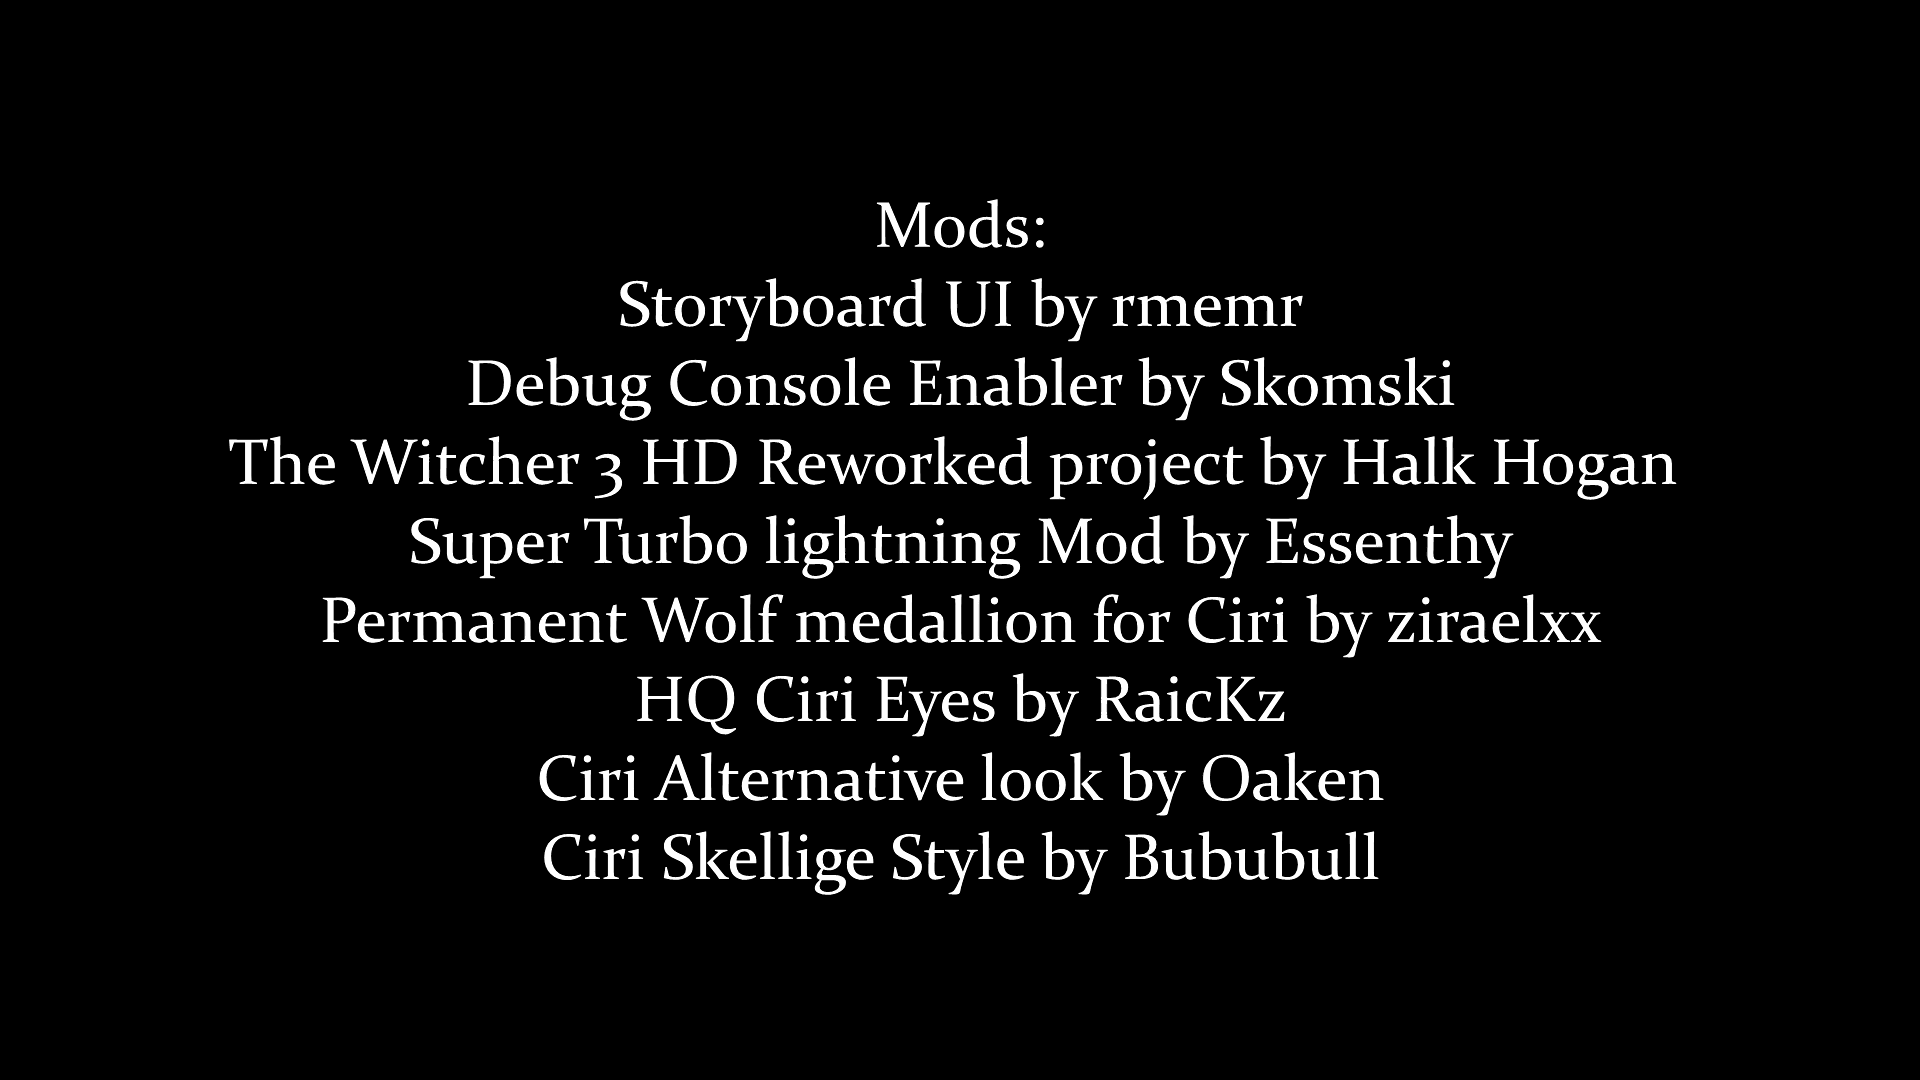 Mods:
Storyboard UI by rmemr
Debug Console Enabler by Skomski
The Witcher 3 HD Reworked project by Halk Hogan
Super Turbo lightning Mod by Essenthy
Permanent Wolf medallion for Ciri by ziraelxx
HQ Ciri Eyes by RaicKz
Ciri Alternative look by Oaken
Ciri Skellige Style by Bububull